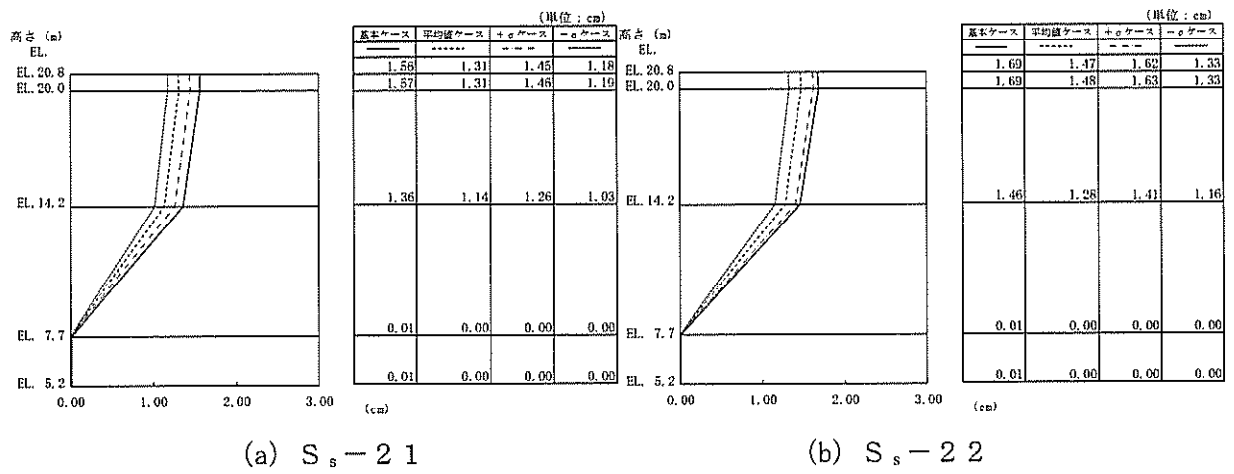 (単位：cm)
高さ (m)
EL.
EL. 20.8
EL. 20.0
EL. 14.2
EL. 7.7
EL. 5.2
0.00 1.00 2.00 3.00
(cm)
基本ケース 平均値ケース +σケース -σケース
1.56 1.31 1.45 1.18
1.57 1.31 1.46 1.19
1.36 1.14 1.26 1.03
0.01 0.00 0.00 0.00
0.01 0.00 0.00 0.00
(a) Ss-21
(単位：cm)
高さ (m)
EL.
EL. 20.8
EL. 20.0
EL. 14.2
EL. 7.7
EL. 5.2
0.00 1.00 2.00 3.00
(cm)
基本ケース 平均値ケース +σケース -σケース
1.69 1.47 1.62 1.33
1.69 1.48 1.63 1.33
1.46 1.28 1.41 1.16
0.01 0.00 0.00 0.00
0.01 0.00 0.00 0.00
(b) Ss-22